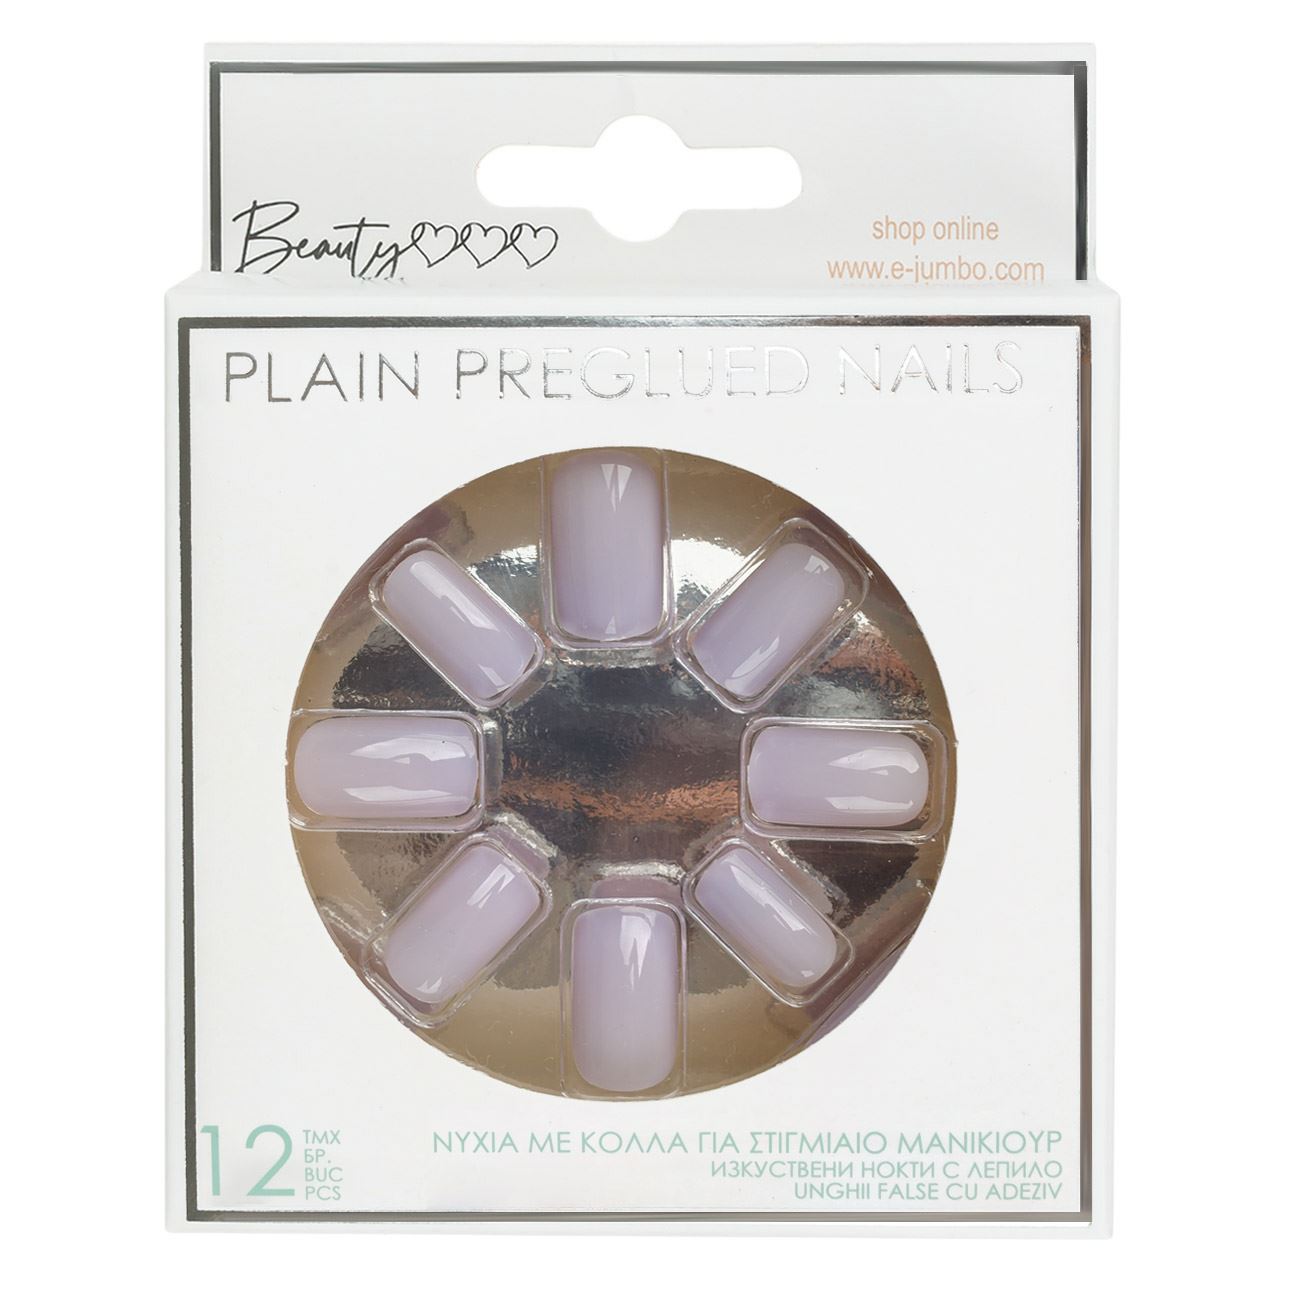 Beauty
shop online
www.e-jumbo.com
PLAIN PREGLUED NAILS
12
ΤΜΧ
БР.
BUC
PCS
ΝΥΧΙΑ ΜΕ ΚΟΛΛΑ ΓΙΑ ΣΤΙΓΜΙΑΙΟ ΜΑΝΙΚΙΟΥΡ
ИЗКУСТВЕНИ НОКТИ С ЛЕПИЛО
UNGHII FALSE CU ADEZIV